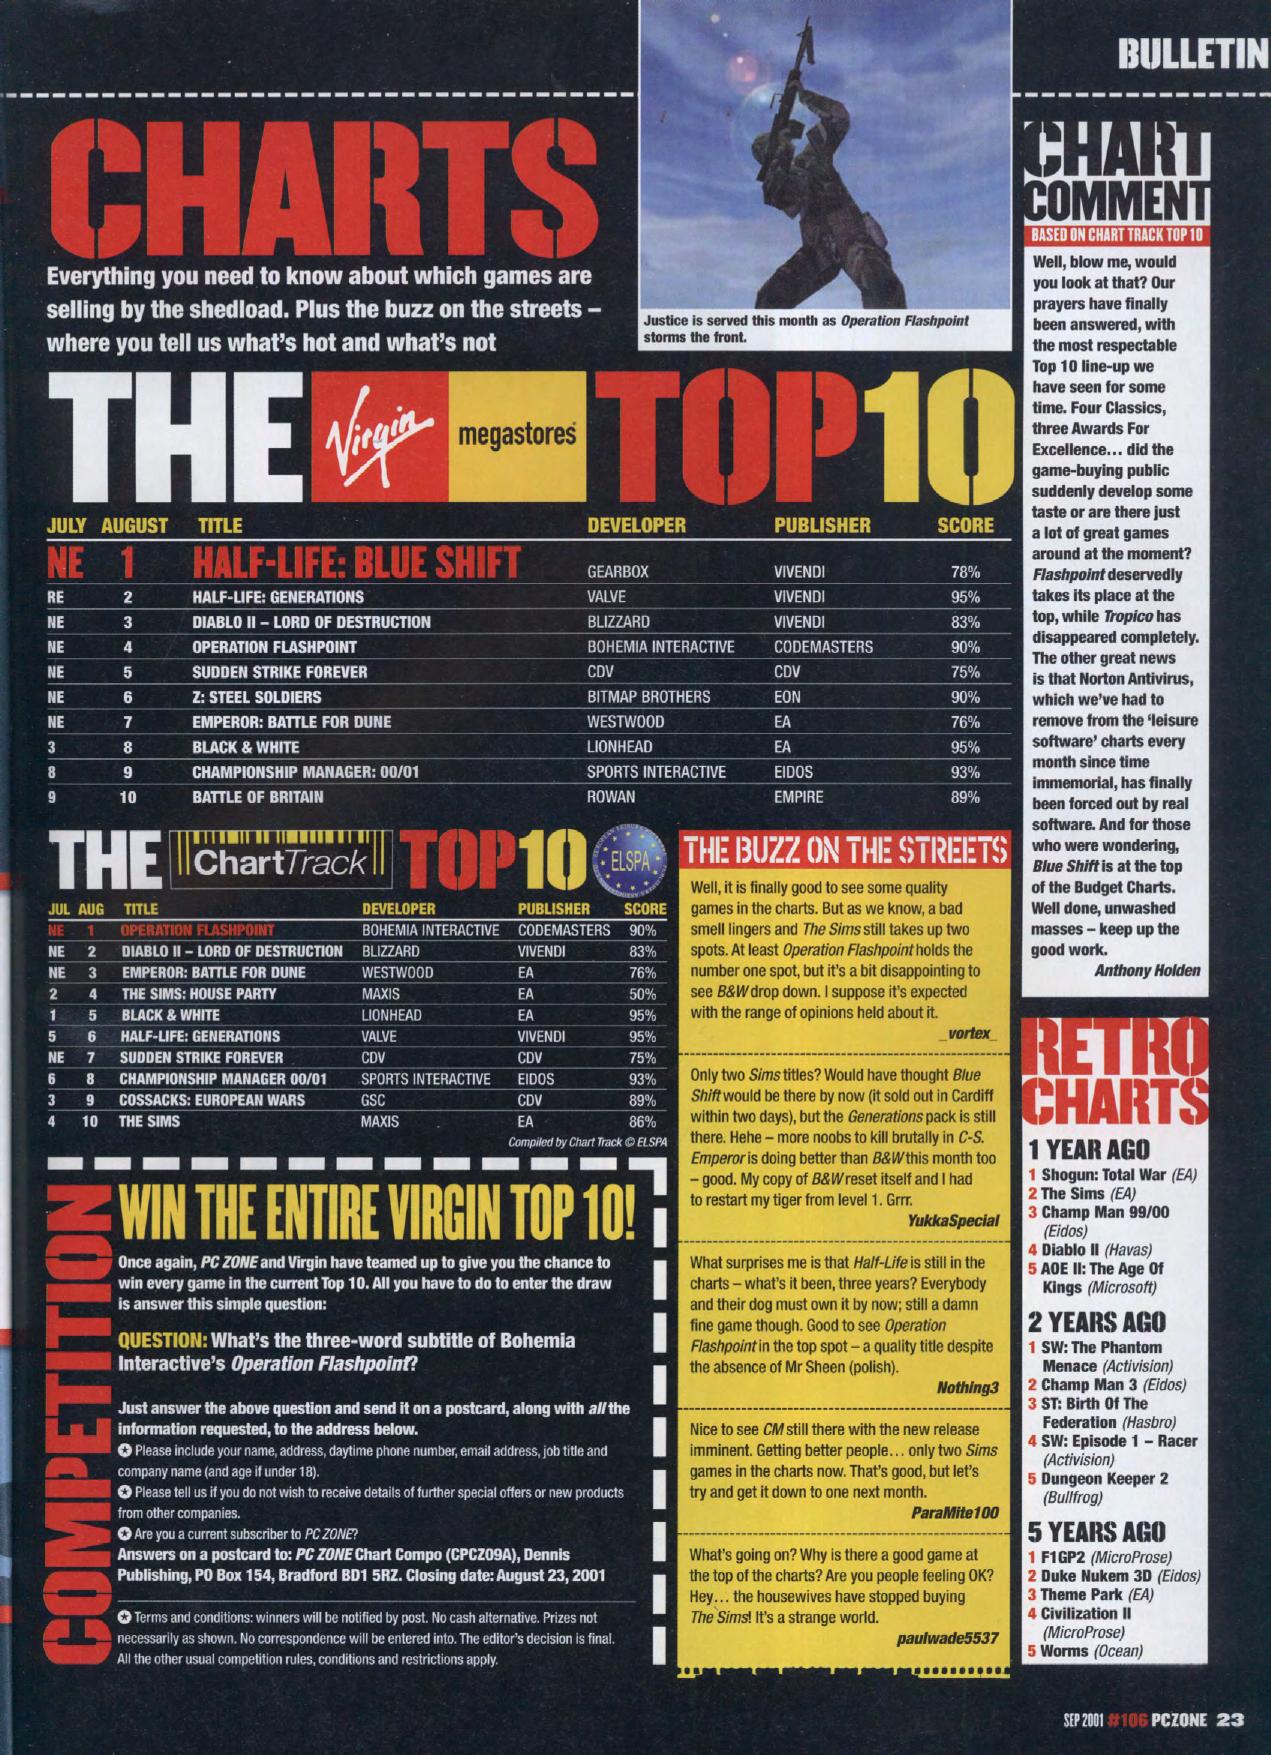 BULLETIN
CHARTS
Everything you need to know about which games are
selling by the shedload. Plus the buzz on the streets –
where you tell us what's hot and what's not
Justice is served this month as Operation Flashpoint
storms the front.
THE Virgin megastores TOP 10
JULY AUGUST TITLE DEVELOPER PUBLISHER SCORE
NE 1 HALF-LIFE: BLUE SHIFT GEARBOX VIVENDI 78%
RE 2 HALF-LIFE: GENERATIONS VALVE VIVENDI 95%
NE 3 DIABLO II – LORD OF DESTRUCTION BLIZZARD VIVENDI 83%
NE 4 OPERATION FLASHPOINT BOHEMIA INTERACTIVE CODEMASTERS 90%
NE 5 SUDDEN STRIKE FOREVER CDV CDV 75%
NE 6 Z: STEEL SOLDIERS BITMAP BROTHERS EON 90%
NE 7 EMPEROR: BATTLE FOR DUNE WESTWOOD EA 76%
3 8 BLACK & WHITE LIONHEAD EA 95%
8 9 CHAMPIONSHIP MANAGER: 00/01 SPORTS INTERACTIVE EIDOS 93%
9 10 BATTLE OF BRITAIN ROWAN EMPIRE 89%
THE ChartTrack TOP 10 ELSPA
JUL AUG TITLE DEVELOPER PUBLISHER SCORE
NE 1 OPERATION FLASHPOINT BOHEMIA INTERACTIVE CODEMASTERS 90%
NE 2 DIABLO II – LORD OF DESTRUCTION BLIZZARD VIVENDI 83%
NE 3 EMPEROR: BATTLE FOR DUNE WESTWOOD EA 76%
2 4 THE SIMS: HOUSE PARTY MAXIS EA 50%
1 5 BLACK & WHITE LIONHEAD EA 95%
5 6 HALF-LIFE: GENERATIONS VALVE VIVENDI 95%
NE 7 SUDDEN STRIKE FOREVER CDV CDV 75%
6 8 CHAMPIONSHIP MANAGER 00/01 SPORTS INTERACTIVE EIDOS 93%
3 9 COSSACKS: EUROPEAN WARS GSC CDV 89%
4 10 THE SIMS MAXIS EA 86%
Compiled by Chart Track © ELSPA
COMPETITION
WIN THE ENTIRE VIRGIN TOP 10!
Once again, PC ZONE and Virgin have teamed up to give you the chance to
win every game in the current Top 10. All you have to do to enter the draw
is answer this simple question:
QUESTION: What's the three-word subtitle of Bohemia
Interactive's Operation Flashpoint?
Just answer the above question and send it on a postcard, along with all the
information requested, to the address below.
✪ Please include your name, address, daytime phone number, email address, job title and
company name (and age if under 18).
✪ Please tell us if you do not wish to receive details of further special offers or new products
from other companies.
✪ Are you a current subscriber to PC ZONE?
Answers on a postcard to: PC ZONE Chart Compo (CPCZ09A), Dennis
Publishing, PO Box 154, Bradford BD1 5RZ. Closing date: August 23, 2001
✪ Terms and conditions: winners will be notified by post. No cash alternative. Prizes not
necessarily as shown. No correspondence will be entered into. The editor's decision is final.
All the other usual competition rules, conditions and restrictions apply.
THE BUZZ ON THE STREETS
Well, it is finally good to see some quality
games in the charts. But as we know, a bad
smell lingers and The Sims still takes up two
spots. At least Operation Flashpoint holds the
number one spot, but it's a bit disappointing to
see B&W drop down. I suppose it's expected
with the range of opinions held about it.
_vortex_
Only two Sims titles? Would have thought Blue
Shift would be there by now (it sold out in Cardiff
within two days), but the Generations pack is still
there. Hehe – more noobs to kill brutally in C-S.
Emperor is doing better than B&W this month too
– good. My copy of B&W reset itself and I had
to restart my tiger from level 1. Grrr.
YukkaSpecial
What surprises me is that Half-Life is still in the
charts – what's it been, three years? Everybody
and their dog must own it by now; still a damn
fine game though. Good to see Operation
Flashpoint in the top spot – a quality title despite
the absence of Mr Sheen (polish).
Nothing3
Nice to see CM still there with the new release
imminent. Getting better people... only two Sims
games in the charts now. That's good, but let's
try and get it down to one next month.
ParaMite100
What's going on? Why is there a good game at
the top of the charts? Are you people feeling OK?
Hey... the housewives have stopped buying
The Sims! It's a strange world.
paulwade5537
CHART
COMMENT
BASED ON CHART TRACK TOP 10
Well, blow me, would
you look at that? Our
prayers have finally
been answered, with
the most respectable
Top 10 line-up we
have seen for some
time. Four Classics,
three Awards For
Excellence... did the
game-buying public
suddenly develop some
taste or are there just
a lot of great games
around at the moment?
Flashpoint deservedly
takes its place at the
top, while Tropico has
disappeared completely.
The other great news
is that Norton Antivirus,
which we've had to
remove from the 'leisure
software' charts every
month since time
immemorial, has finally
been forced out by real
software. And for those
who were wondering,
Blue Shift is at the top
of the Budget Charts.
Well done, unwashed
masses – keep up the
good work.
Anthony Holden
RETRO
CHARTS
1 YEAR AGO
1 Shogun: Total War (EA)
2 The Sims (EA)
3 Champ Man 99/00
(Eidos)
4 Diablo II (Havas)
5 AOE II: The Age Of
Kings (Microsoft)
2 YEARS AGO
1 SW: The Phantom
Menace (Activision)
2 Champ Man 3 (Eidos)
3 ST: Birth Of The
Federation (Hasbro)
4 SW: Episode 1 – Racer
(Activision)
5 Dungeon Keeper 2
(Bullfrog)
5 YEARS AGO
1 F1GP2 (MicroProse)
2 Duke Nukem 3D (Eidos)
3 Theme Park (EA)
4 Civilization II
(MicroProse)
5 Worms (Ocean)
SEP 2001 #106 PCZONE 23